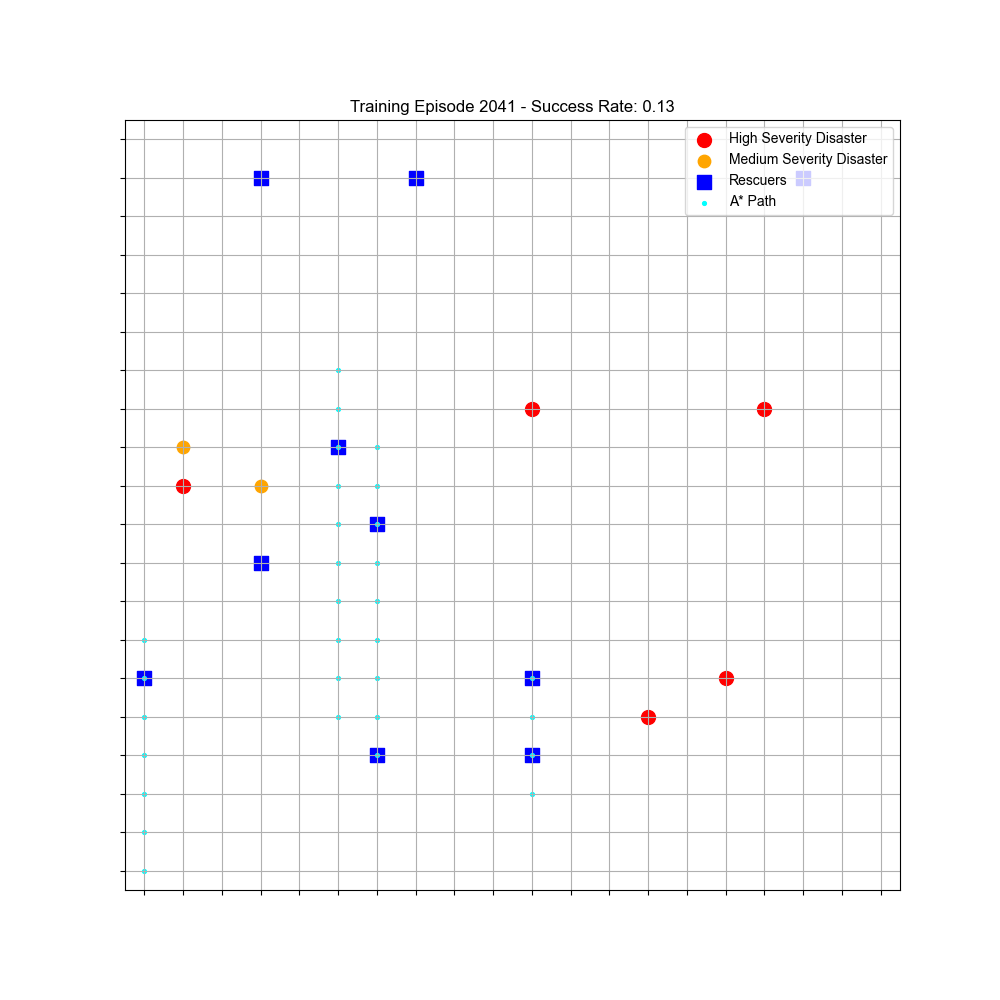 Training Episode 2041 - Success Rate: 0.13
High Severity Disaster
Medium Severity Disaster
Rescuers
A* Path